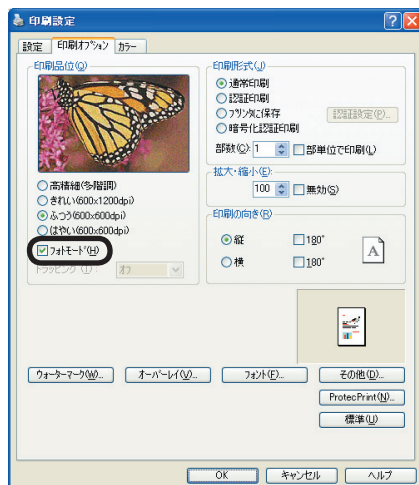 印刷設定
設定 印刷オプション カラー
印刷品位(Q)
高精細(多階調)
きれい(600x1200dpi)
ふつう(600x600dpi)
はやい(600x600dpi)
フォトモード(H)
トラッピング(I): オフ
印刷形式(J)
通常印刷
認証印刷
プリンタに保存
暗号化認証印刷
認証設定(P)...
部数(C): 1 部単位で印刷(L)
拡大・縮小(E):
100 無効(S)
印刷の向き(R)
縦 180°
横 180°
A
ウォーターマーク(W)... オーバーレイ(V)... フォント(F)... その他(D)...
ProtecPrint(N)...
標準(U)
OK キャンセル ヘルプ